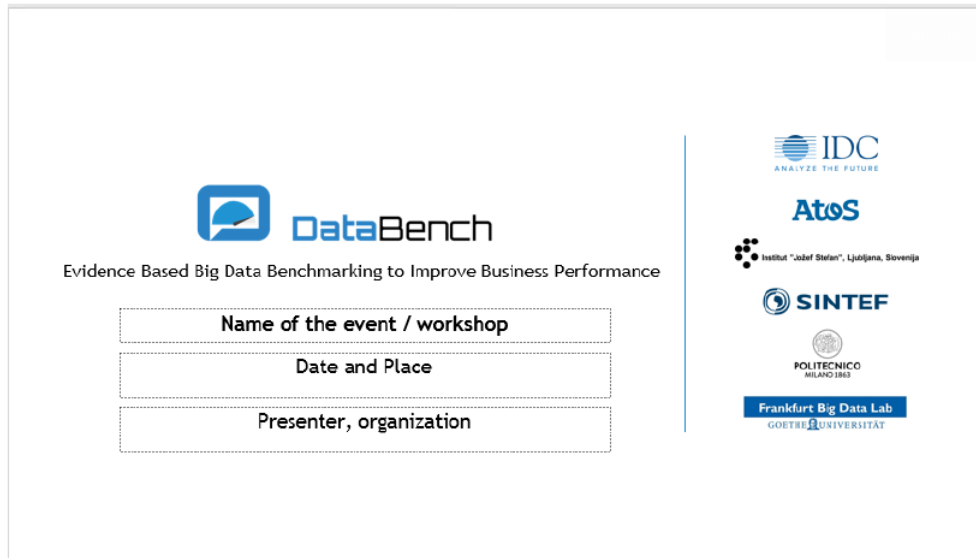 DataBench
Evidence Based Big Data Benchmarking to Improve Business Performance
Name of the event / workshop
Date and Place
Presenter, organization
IDC
ANALYZE THE FUTURE
Atos
Institut "Jožef Stefan", Ljubljana, Slovenija
SINTEF
POLITECNICO
MILANO 1863
Frankfurt Big Data Lab
GOETHE UNIVERSITÄT